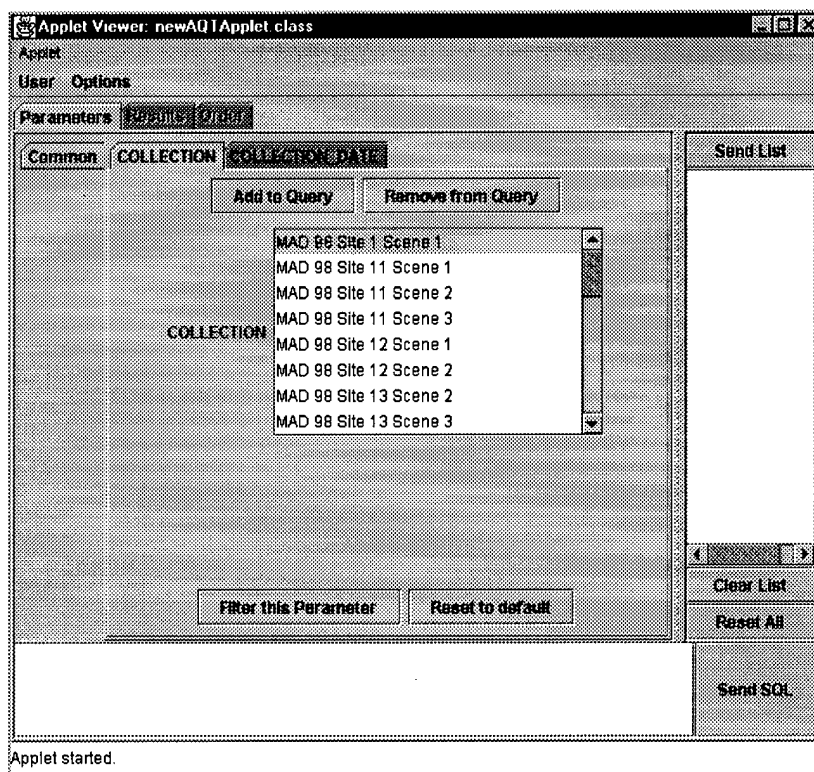 Applet Viewer: newAQTApplet.class
Applet
User Options
Parameters Results Order
Common COLLECTION COLLECTION_DATE
Send List
Add to Query Remove from Query
MAD 98 Site 1 Scene 1
MAD 98 Site 11 Scene 1
MAD 98 Site 11 Scene 2
MAD 98 Site 11 Scene 3
COLLECTION
MAD 98 Site 12 Scene 1
MAD 98 Site 12 Scene 2
MAD 98 Site 13 Scene 2
MAD 98 Site 13 Scene 3
Clear List
Filter this Parameter Reset to default
Reset All
Send SQL
Applet started.